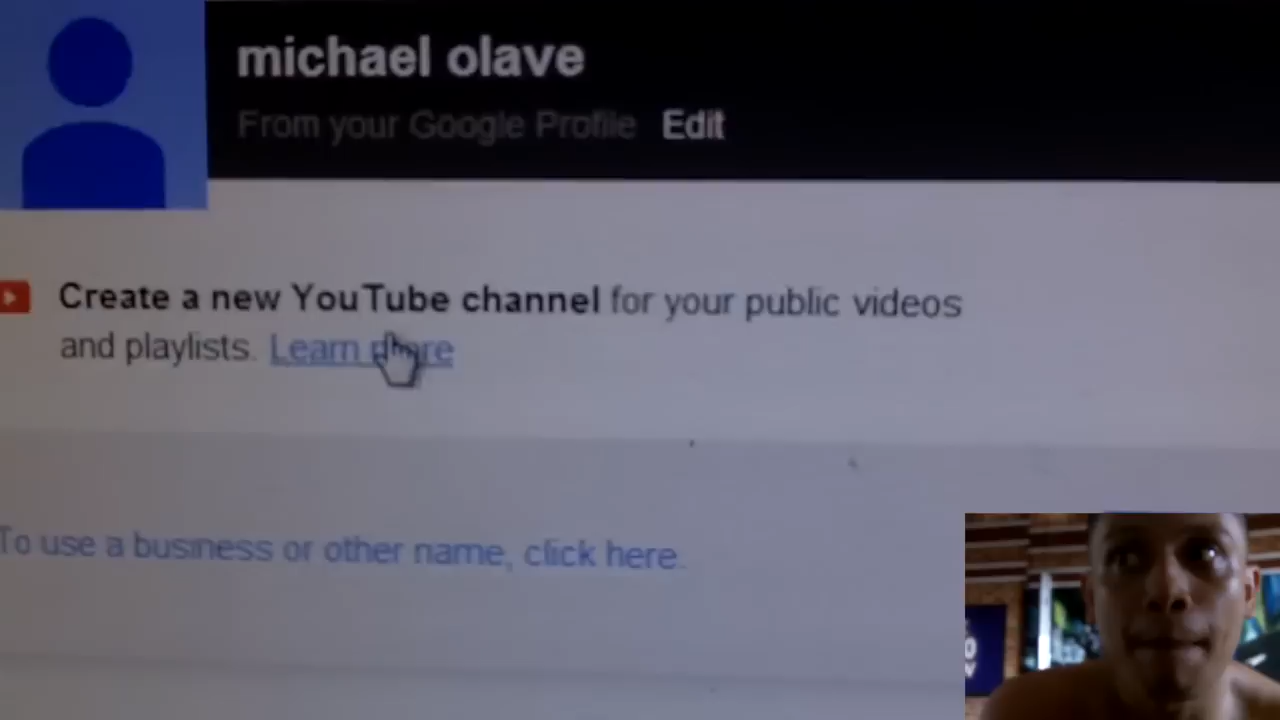 michael olave
From your Google Profile Edit
Create a new YouTube channel for your public videos
and playlists. Learn more
To use a business or other name, click here.